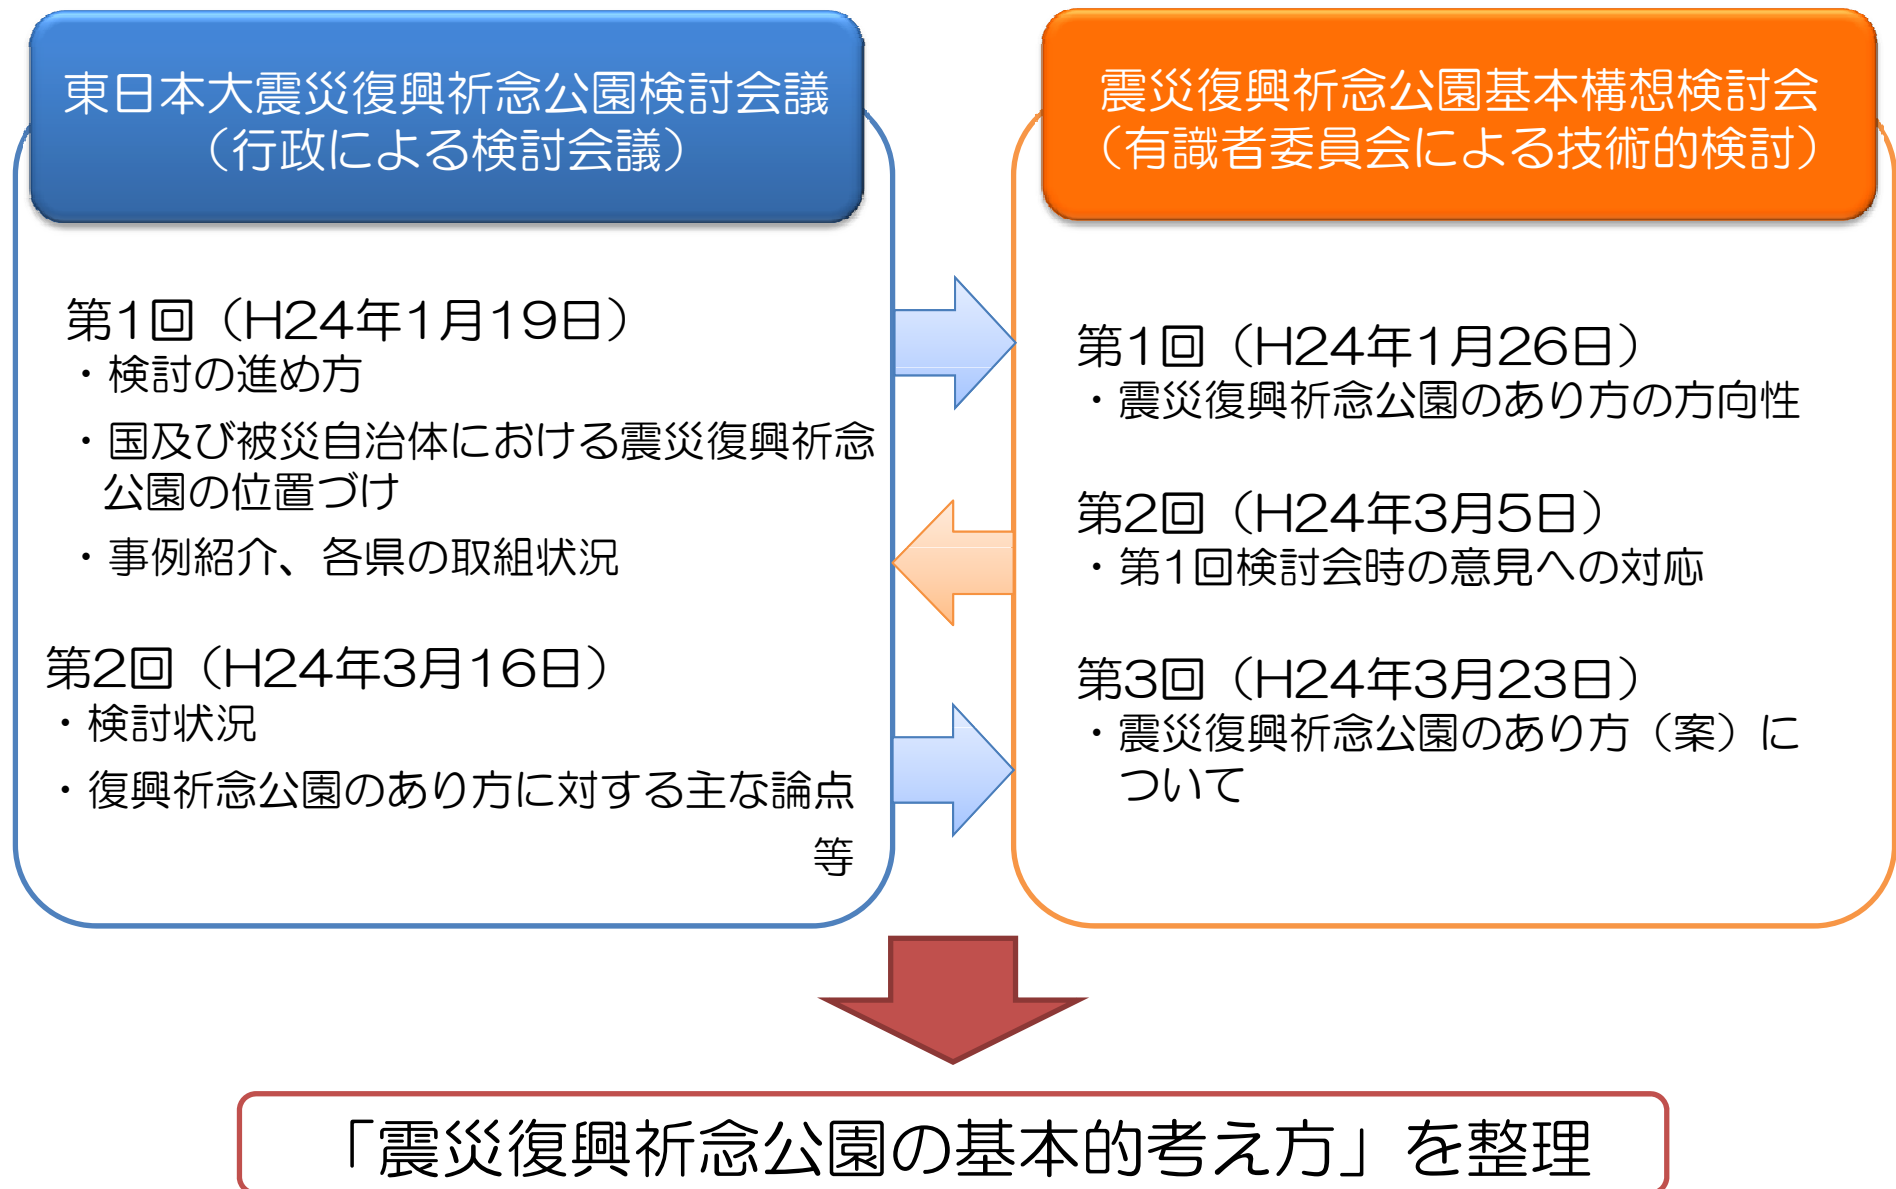 東日本大震災復興祈念公園検討会議
（行政による検討会議）
第1回（H24年1月19日）
・検討の進め方
・国及び被災自治体における震災復興祈念
公園の位置づけ
・事例紹介、各県の取組状況
第2回（H24年3月16日）
・検討状況
・復興祈念公園のあり方に対する主な論点
等
震災復興祈念公園基本構想検討会
（有識者委員会による技術的検討）
第1回（H24年1月26日）
・震災復興祈念公園のあり方の方向性
第2回（H24年3月5日）
・第1回検討会時の意見への対応
第3回（H24年3月23日）
・震災復興祈念公園のあり方（案）に
ついて
「震災復興祈念公園の基本的考え方」を整理